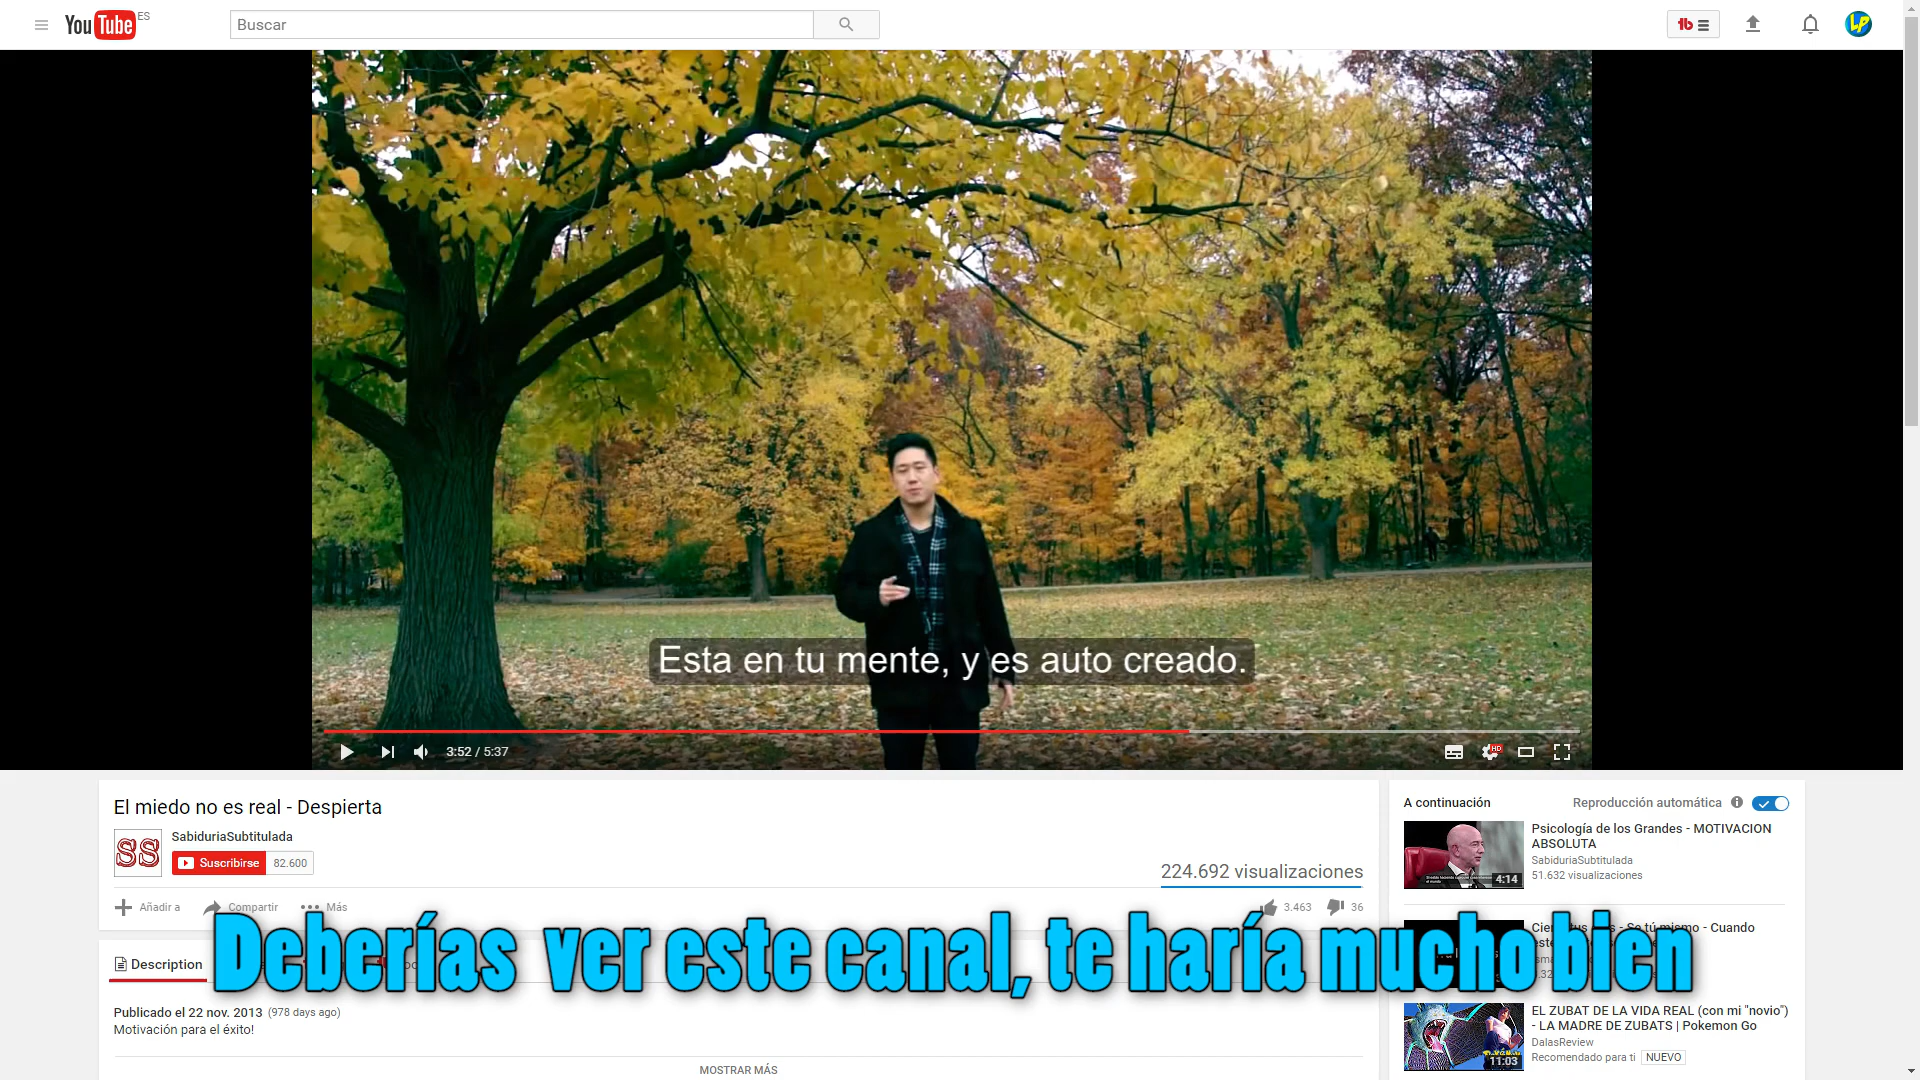 YouTube ES
Buscar
Esta en tu mente, y es auto creado.
3:52 / 5:37
HD
El miedo no es real - Despierta
SS
SabiduriaSubtitulada
Suscribirse 82.600
224.692 visualizaciones
Añadir a Compartir Más
3.463 36
Deberías ver este canal, te haría mucho bien
Description
Publicado el 22 nov. 2013 (978 days ago)
Motivación para el éxito!
MOSTRAR MÁS
A continuación
Reproducción automática
Psicología de los Grandes - MOTIVACION
ABSOLUTA
SabiduriaSubtitulada
51.632 visualizaciones
4:14
- Cuando
EL ZUBAT DE LA VIDA REAL (con mi "novio")
- LA MADRE DE ZUBATS | Pokemon Go
DalasReview
Recomendado para ti NUEVO
11:03